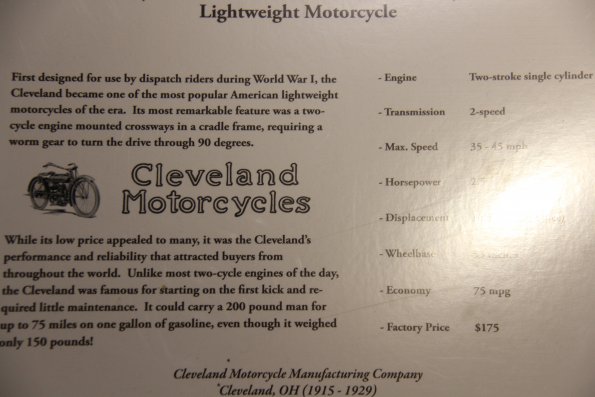 Lightweight Motorcycle
First designed for use by dispatch riders during World War I, the
Cleveland became one of the most popular American lightweight
motorcycles of the era. Its most remarkable feature was a two-
cycle engine mounted crossways in a cradle frame, requiring a
worm gear to turn the drive through 90 degrees.
Cleveland
Motorcycles
While its low price appealed to many, it was the Cleveland's
performance and reliability that attracted buyers from
throughout the world. Unlike most two-cycle engines of the day,
the Cleveland was famous for starting on the first kick and re-
quired little maintenance. It could carry a 200 pound man for
up to 75 miles on one gallon of gasoline, even though it weighed
only 150 pounds!
- Engine Two-stroke single cylinder
- Transmission 2-speed
- Max. Speed 35 - 45 mph
- Horsepower
- Displacement
- Wheelbase
- Economy 75 mpg
- Factory Price $175
Cleveland Motorcycle Manufacturing Company
Cleveland, OH (1915 - 1929)